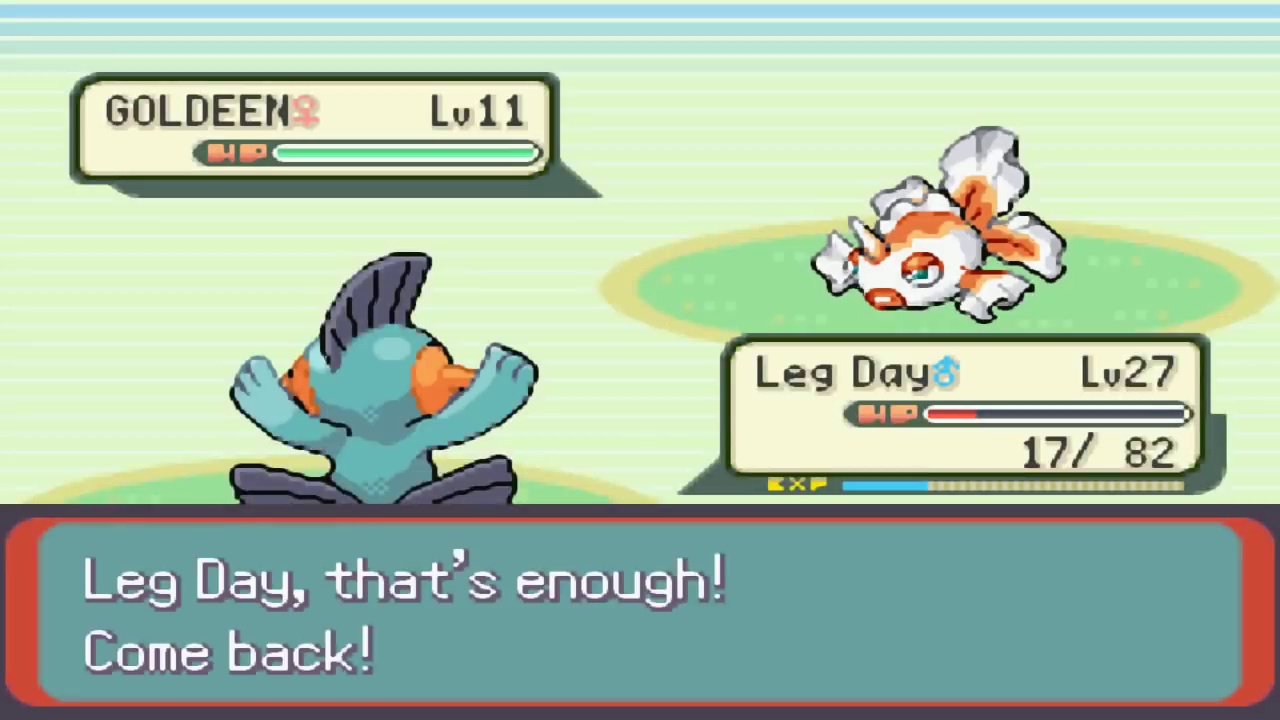 GOLDEEN♀ Lv11
HP
Leg Day♂ Lv27
HP
17/ 82
EXP
Leg Day, that's enough!
Come back!